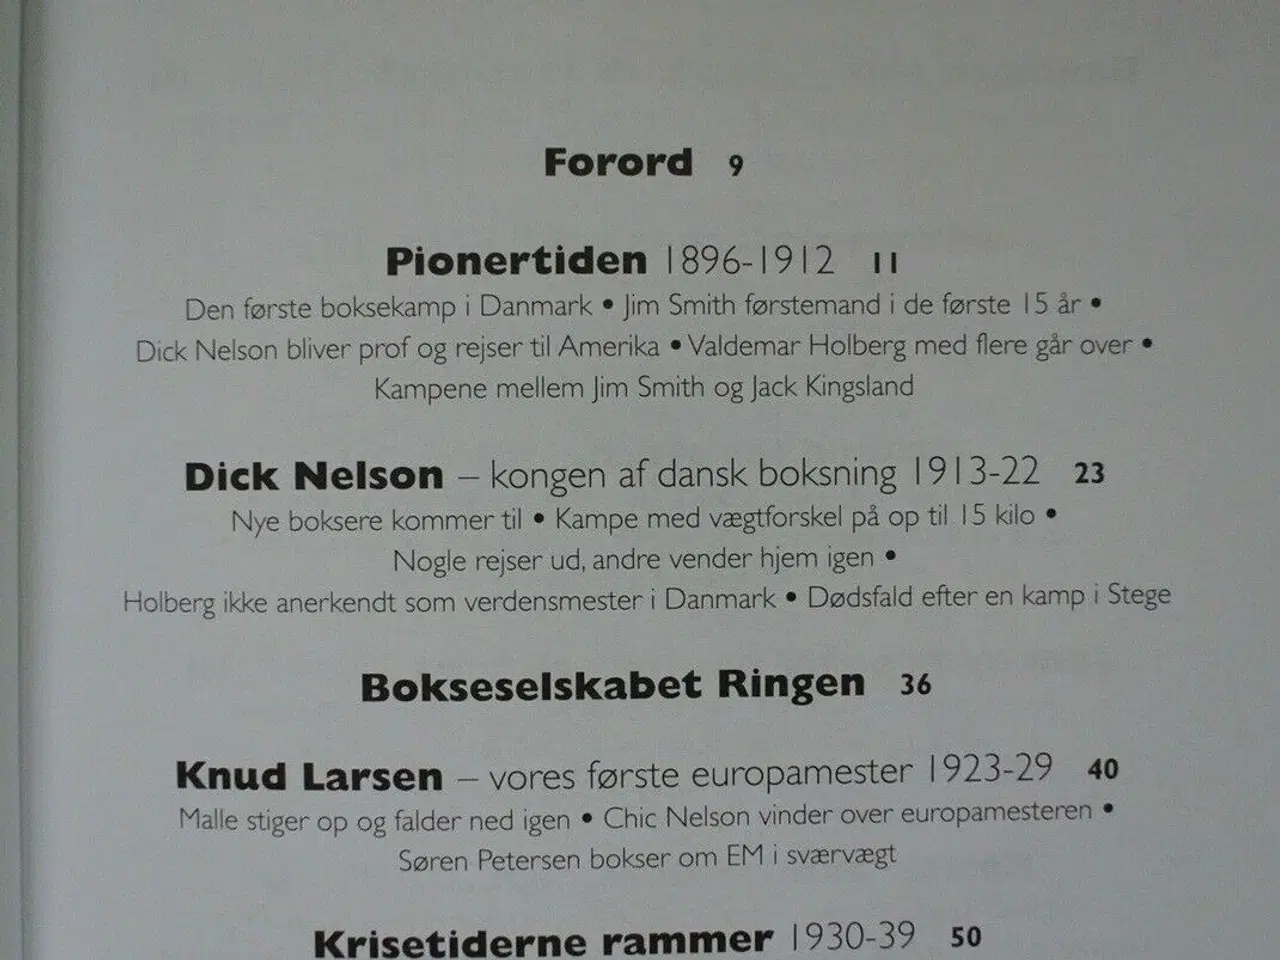 Forord 9
Pionertiden 1896-1912 11
Den første boksekamp i Danmark • Jim Smith førstemand i de første 15 år •
Dick Nelson bliver prof og rejser til Amerika • Valdemar Holberg med flere går over •
Kampene mellem Jim Smith og Jack Kingsland
Dick Nelson – kongen af dansk boksning 1913-22 23
Nye boksere kommer til • Kampe med vægtforskel på op til 15 kilo •
Nogle rejser ud, andre vender hjem igen •
Holberg ikke anerkendt som verdensmester i Danmark • Dødsfald efter en kamp i Stege
Bokseselskabet Ringen 36
Knud Larsen – vores første europamester 1923-29 40
Malle stiger op og falder ned igen • Chic Nelson vinder over europamesteren •
Søren Petersen bokser om EM i sværvægt
Krisetiderne rammer 1930-39 50